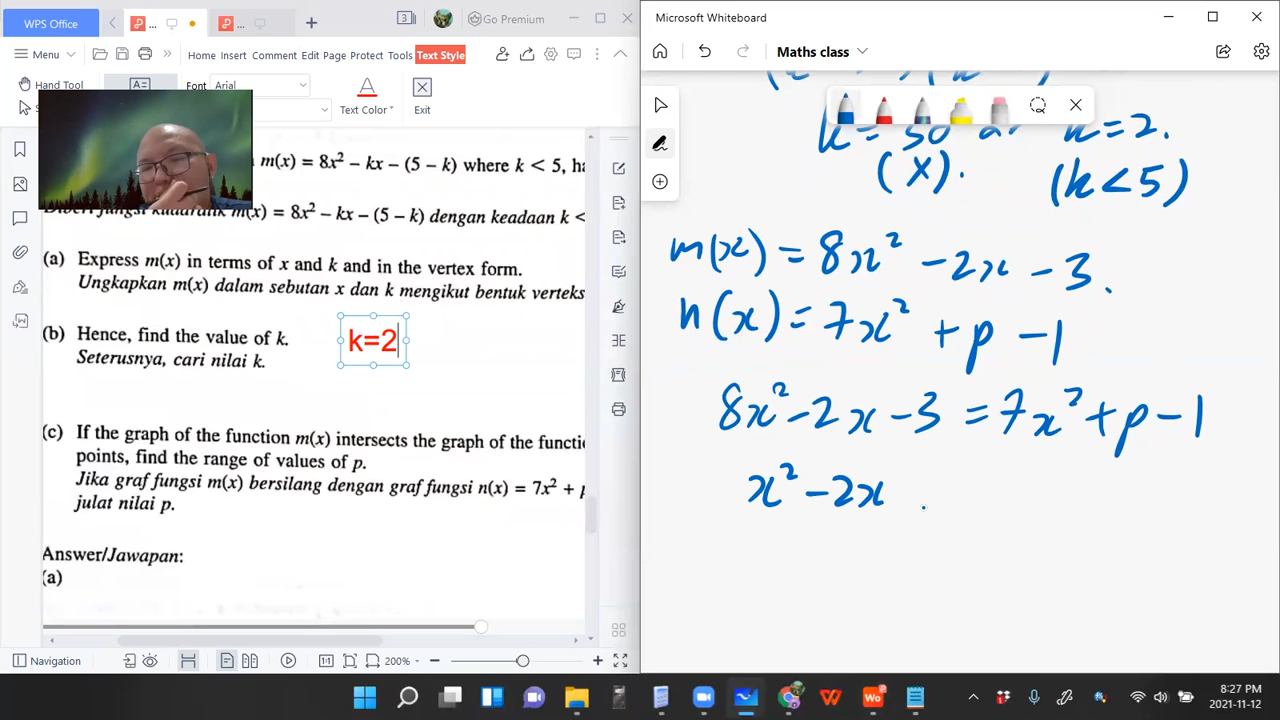 WPS Office
...
...
3
Go Premium
Menu
Home Insert Comment Edit Page Protect Tools Text Style
Hand Tool
Font Arial
Text Color
Exit
m(x) = 8x² − kx − (5 − k) where k < 5, ha
m(x) = 8x² − kx − (5 − k) dengan keadaan k <
(a) Express m(x) in terms of x and k and in the vertex form.
Ungkapkan m(x) dalam sebutan x dan k mengikut bentuk verteks
(b) Hence, find the value of k.
Seterusnya, cari nilai k.
k=2
(c) If the graph of the function m(x) intersects the graph of the functi
points, find the range of values of p.
Jika graf fungsi m(x) bersilang dengan graf fungsi n(x) = 7x² + p
julat nilai p.
Answer/Jawapan:
(a)
Navigation
1:1
200%
Microsoft Whiteboard
Maths class
k=2.
(X).
(k<5)
m(x) = 8x² − 2x − 3.
n(x) = 7x² + p − 1
8x² − 2x − 3 = 7x² + p − 1
x² − 2x
W
Wo
8:27 PM
2021-11-12